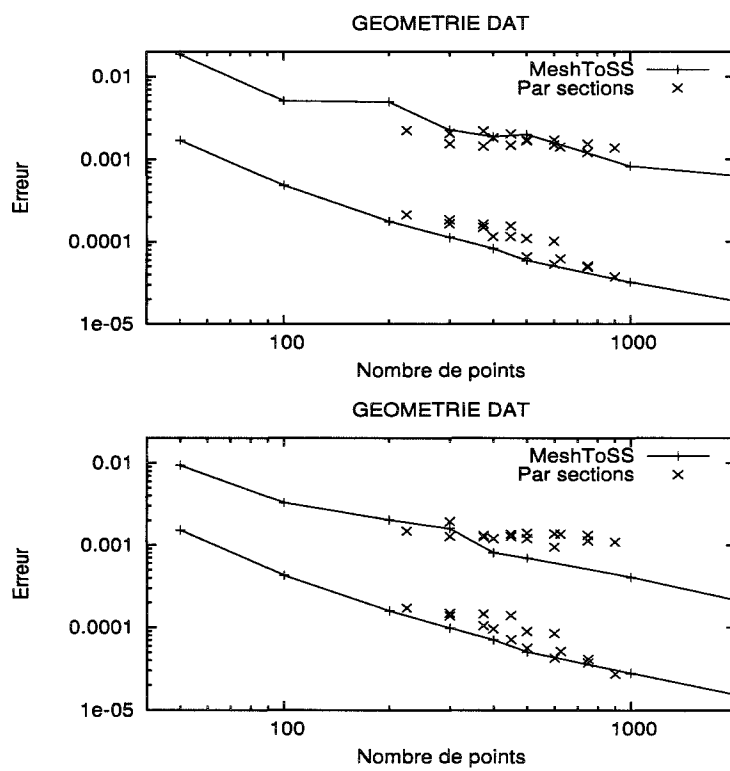 GEOMETRIE DAT
MeshToSS
Par sections
0.01
0.001
0.0001
1e-05
Erreur
100
1000
Nombre de points
GEOMETRIE DAT
MeshToSS
Par sections
0.01
0.001
0.0001
1e-05
Erreur
100
1000
Nombre de points